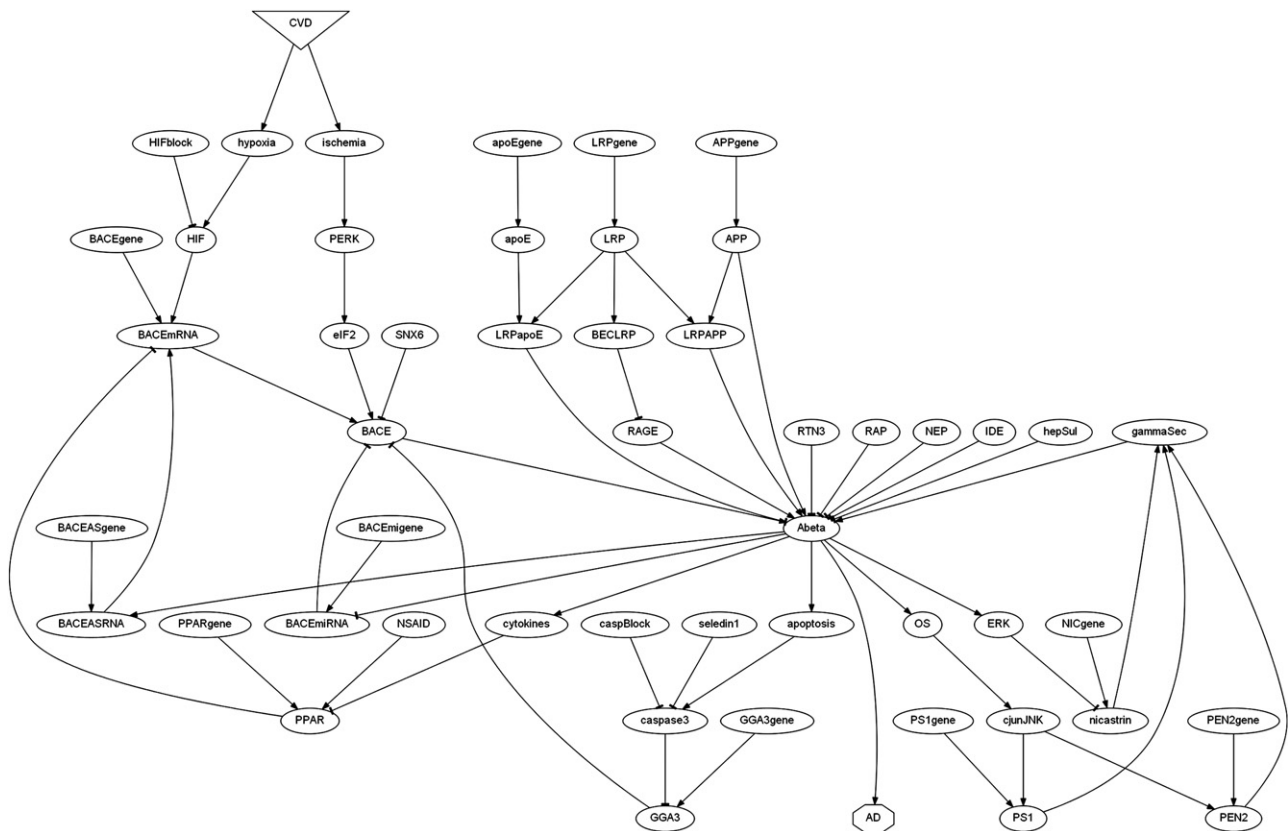 CVD
HIFblock
hypoxia
ischemia
apoEgene
LRPgene
APPgene
BACEgene
HIF
PERK
apoE
LRP
APP
BACEmRNA
eIF2
SNX6
LRPapoE
BECLRP
LRPAPP
BACE
RAGE
RTN3
RAP
NEP
IDE
hepSul
gammaSec
BACEASgene
BACEmigene
Abeta
BACEASRNA
PPARgene
BACEmiRNA
NSAID
cytokines
caspBlock
seledin1
apoptosis
OS
ERK
NICgene
PPAR
caspase3
GGA3gene
PS1gene
cjunJNK
nicastrin
PEN2gene
GGA3
AD
PS1
PEN2